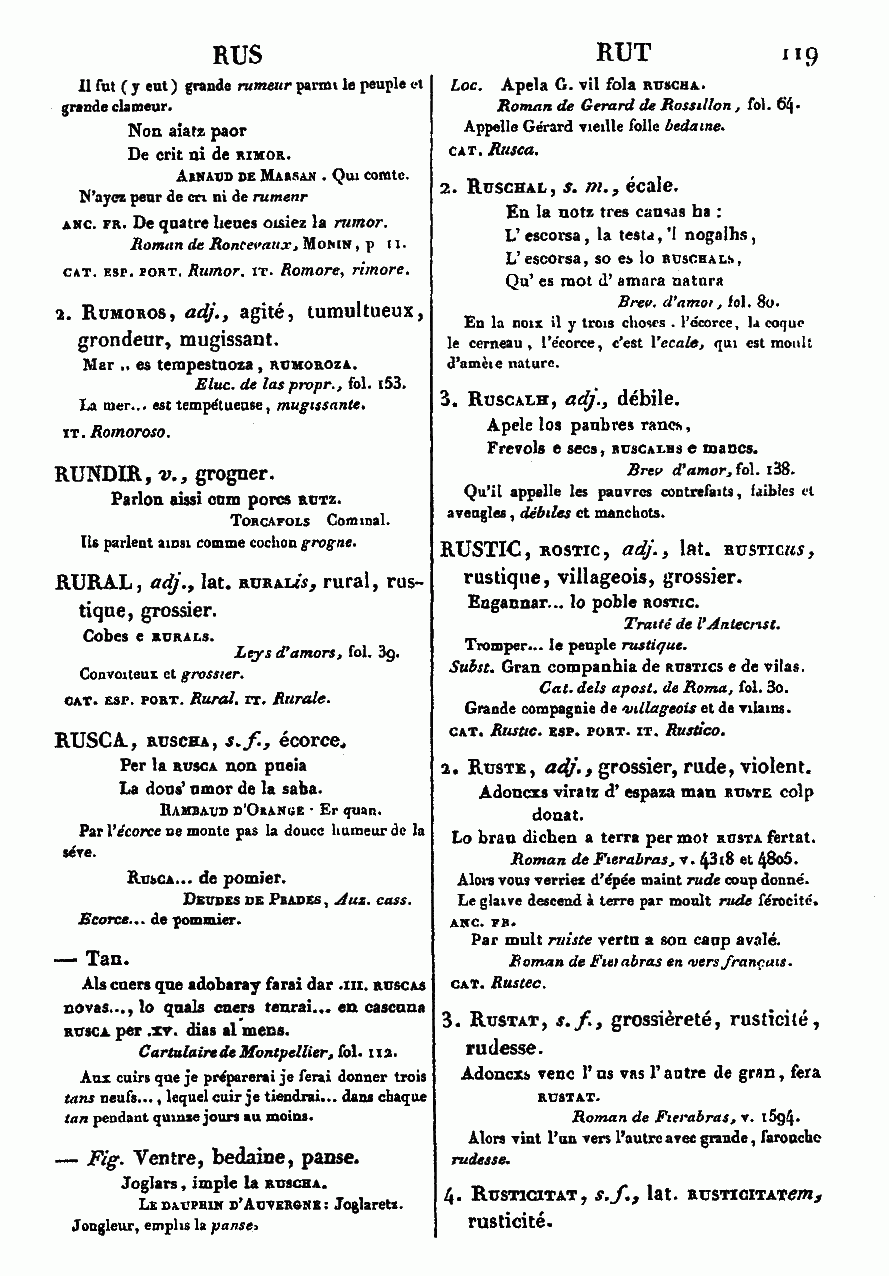 RUS
RUT
119
Il fut (y eut) grande rumeur parmi le peuple et
grande clameur.
Non aiatz paor
De crit ni de RIMOR.
ARNAUD DE MARSAN. Qui comte.
N'ayez peur de cri ni de rumeur
ANC. FR. De quatre lieues oisiez la rumor.
Roman de Roncevaux, MONIN, p 11.
CAT. ESP. PORT. Rumor. IT. Romore, rimore.
2. RUMOROS, adj., agité, tumultueux,
grondeur, mugissant.
Mar .. es tempestuoza, RUMOROZA.
Eluc. de las propr., fol. 153.
La mer... est tempétueuse, mugissante.
IT. Romoroso.
RUNDIR, v., grogner.
Parlon aissi com porcs RUTZ.
TORCAFOLS Cominal.
Ils parlent ainsi comme cochon grogne.
RURAL, adj., lat. RURALis, rural, rus-
tique, grossier.
Cobes e RURALS.
Leys d'amors, fol. 39.
Convoiteux et grossier.
CAT. ESP. PORT. Rural. IT. Rurale.
RUSCA, RUSCHA, s. f., écorce.
Per la RUSCA non pueia
La dous' umor de la saba.
RAMBAUD D'ORANGE · Er quan.
Par l'écorce ne monte pas la douce humeur de la
séve.
RUSCA... de pomier.
DEUDES DE PRADES, Auz. cass.
Ecorce... de pommier.
— Tan.
Als cuers que adobaray farai dar .III. RUSCAS
novas..., lo quals cuers tenrai... en cascuna
RUSCA per .XV. dias al mens.
Cartulaire de Montpellier, fol. 112.
Aux cuirs que je préparerai je ferai donner trois
tans neufs..., lequel cuir je tiendrai... dans chaque
tan pendant quinze jours au moins.
— Fig. Ventre, bedaine, panse.
Joglars, imple la RUSCHA.
LE DAUPHIN D'AUVERGNE: Joglaretz.
Jongleur, emplis la panse,
Loc. Apela G. vil fola RUSCHA.
Roman de Gerard de Rossillon, fol. 64.
Appelle Gérard vieille folle bedaine.
CAT. Rusca.
2. RUSCHAL, s. m., écale.
En la notz tres causas ha :
L' escorsa, la testa, 'l nogalhs,
L' escorsa, so es lo RUSCHALS,
Qu' es mot d' amara natura
Brev. d'amor, fol. 80.
En la noix il y trois choses . l'écorce, la coque
le cerneau, l'écorce, c'est l'ecale, qui est moult
d'amère nature.
3. RUSCALH, adj., débile.
Apele los paubres rancs,
Frevols e secs, RUSCALHS e mancs.
Brev d'amor, fol. 138.
Qu'il appelle les pauvres contrefaits, faibles et
aveugles, débiles et manchots.
RUSTIC, ROSTIC, adj., lat. RUSTICus,
rustique, villageois, grossier.
Engannar... lo poble ROSTIC.
Traité de l'Antecrist.
Tromper... le peuple rustique.
Subst. Gran companhia de RUSTICS e de vilas.
Cat. dels apost. de Roma, fol. 30.
Grande compagnie de villageois et de vilains.
CAT. Rustic. ESP. PORT. IT. Rustico.
2. RUSTE, adj., grossier, rude, violent.
Adoncxs viratz d' espaza man RUSTE colp
donat.
Lo bran dichen a terra per mot RUSTA fertat.
Roman de Fierabras, v. 4318 et 4805.
Alors vous verriez d'épée maint rude coup donné.
Le glaive descend à terre par moult rude férocité.
ANC. FR.
Par mult ruiste vertu a son caup avalé.
Roman de Fierabras en vers français.
CAT. Rustec.
3. RUSTAT, s. f., grossièreté, rusticité,
rudesse.
Adoncxs venc l' us vas l' autre de gran, fera
RUSTAT.
Roman de Fierabras, v. 1594.
Alors vint l'un vers l'autre avec grande, farouche
rudesse.
4. RUSTICITAT, s. f., lat. RUSTICITATem,
rusticité.